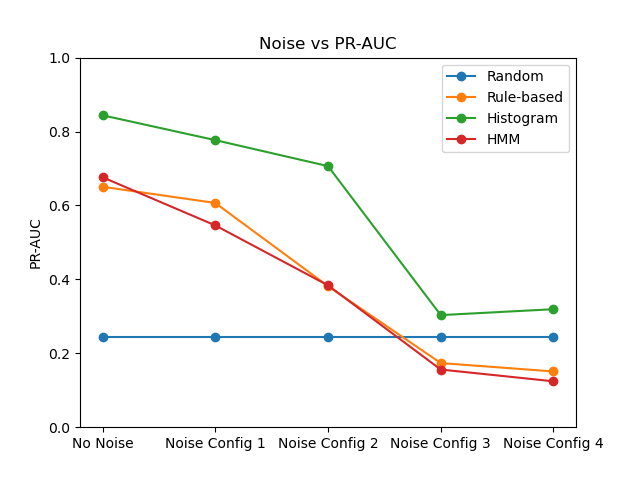 Noise vs PR-AUC
PR-AUC
1.0
0.8
0.6
0.4
0.2
0.0
Random
Rule-based
Histogram
HMM
No Noise
Noise Config 1
Noise Config 2
Noise Config 3
Noise Config 4